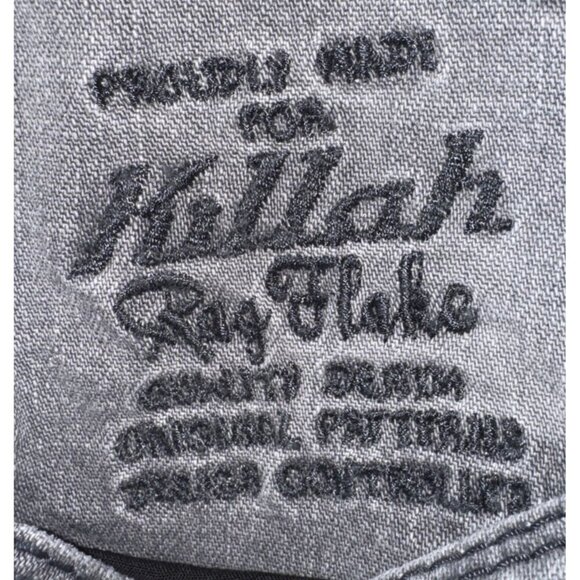 PROUDLY MADE
FOR
Killah
Rag Flake
QUALITY DENIM
ORIGINAL PATTERNS
DESIGN CONTROLLED